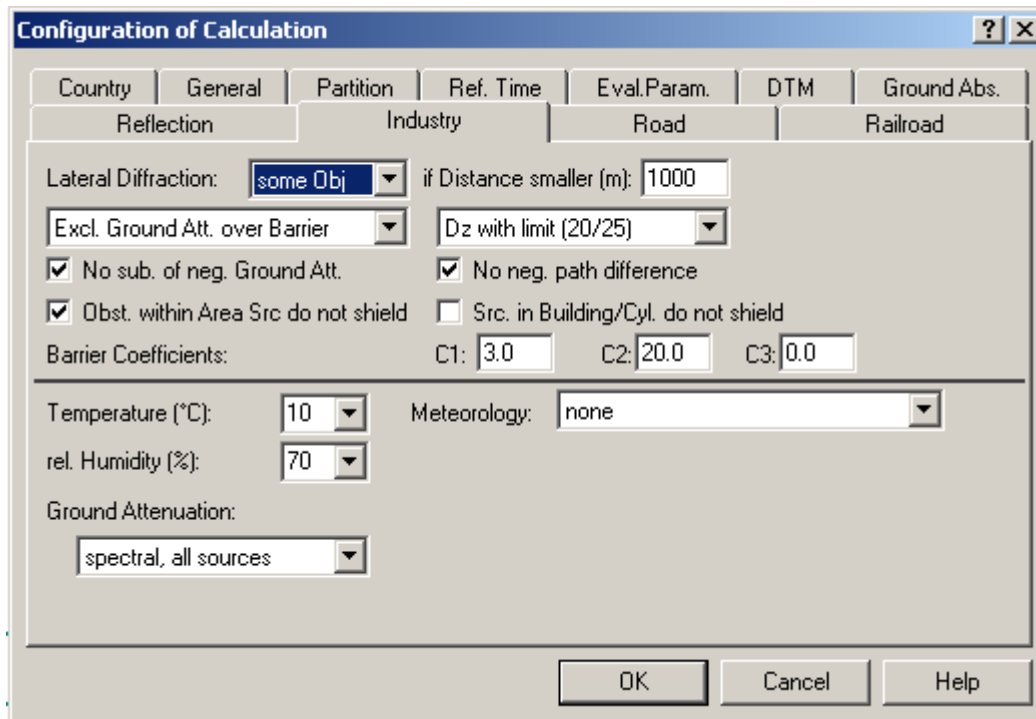 Configuration of Calculation ? X
Country General Partition Ref. Time Eval.Param. DTM Ground Abs.
Reflection Industry Road Railroad
Lateral Diffraction: some Obj if Distance smaller (m): 1000
Excl. Ground Att. over Barrier Dz with limit (20/25)
No sub. of neg. Ground Att. No neg. path difference
Obst. within Area Src do not shield Src. in Building/Cyl. do not shield
Barrier Coefficients: C1: 3.0 C2: 20.0 C3: 0.0
Temperature (°C): 10 Meteorology: none
rel. Humidity (%): 70
Ground Attenuation:
spectral, all sources
OK Cancel Help